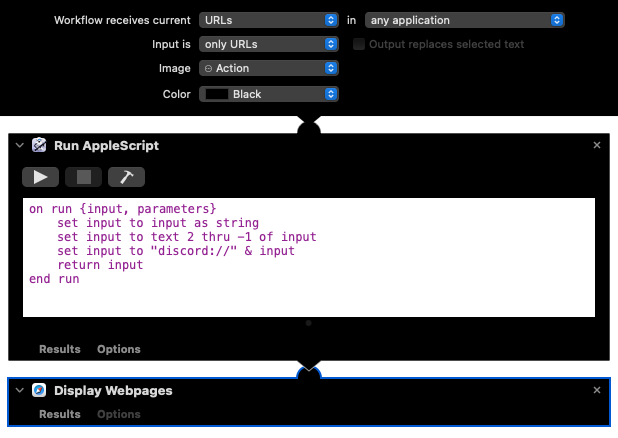 Workflow receives current URLs in any application
Input is only URLs Output replaces selected text
Image Action
Color Black
Run AppleScript
on run {input, parameters}
set input to input as string
set input to text 2 thru -1 of input
set input to "discord://" & input
return input
end run
Results Options
Display Webpages
Results Options